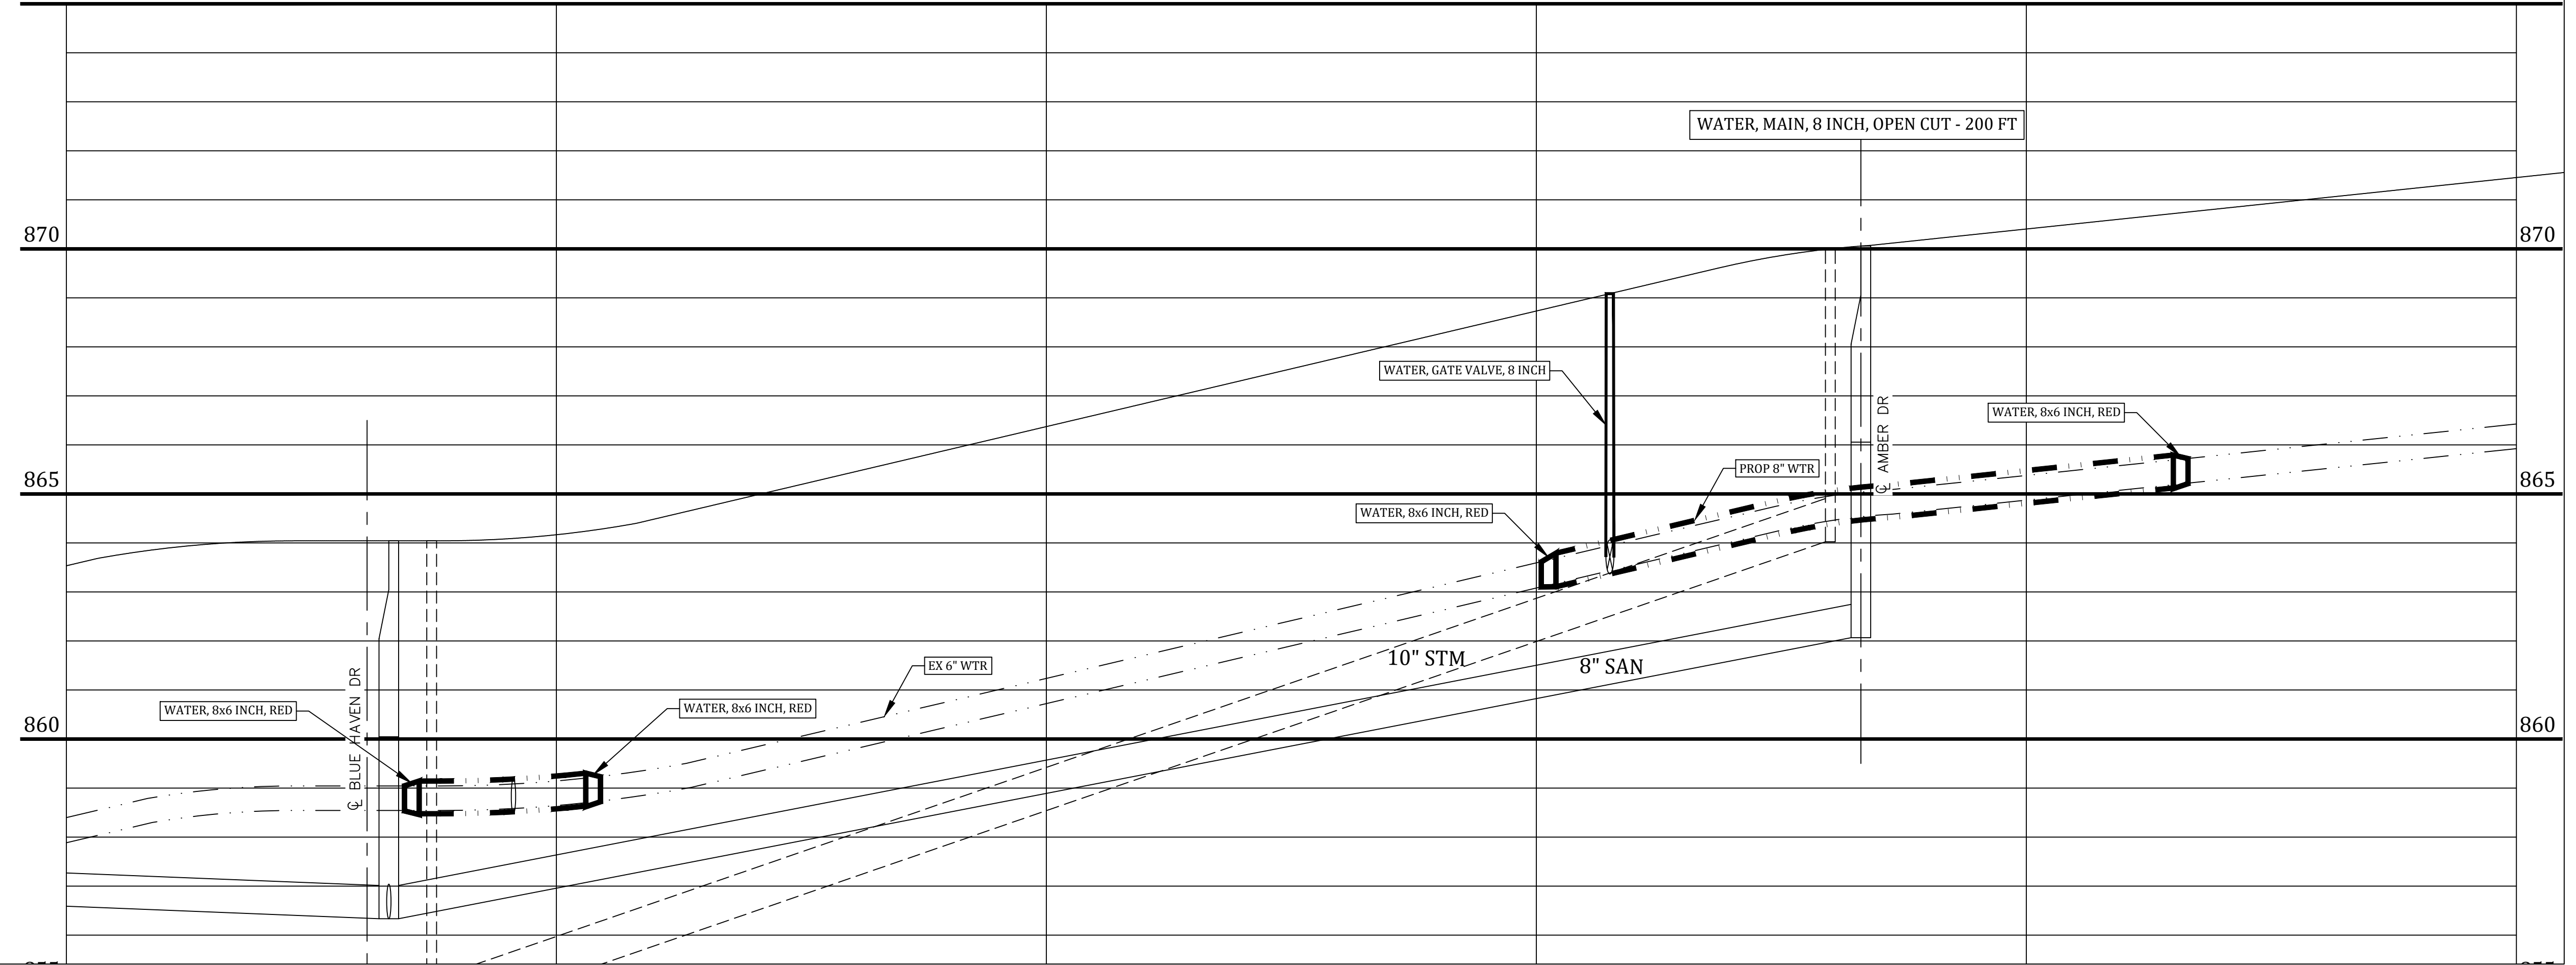 WATER, MAIN, 8 INCH, OPEN CUT - 200 FT
870
870
WATER, GATE VALVE, 8 INCH
WATER, 8x6 INCH, RED
AMBER DR
865
PROP 8" WTR
865
WATER, 8x6 INCH, RED
10" STM
8" SAN
EX 6" WTR
WATER, 8x6 INCH, RED
BLUE HAVEN DR
WATER, 8x6 INCH, RED
860
860